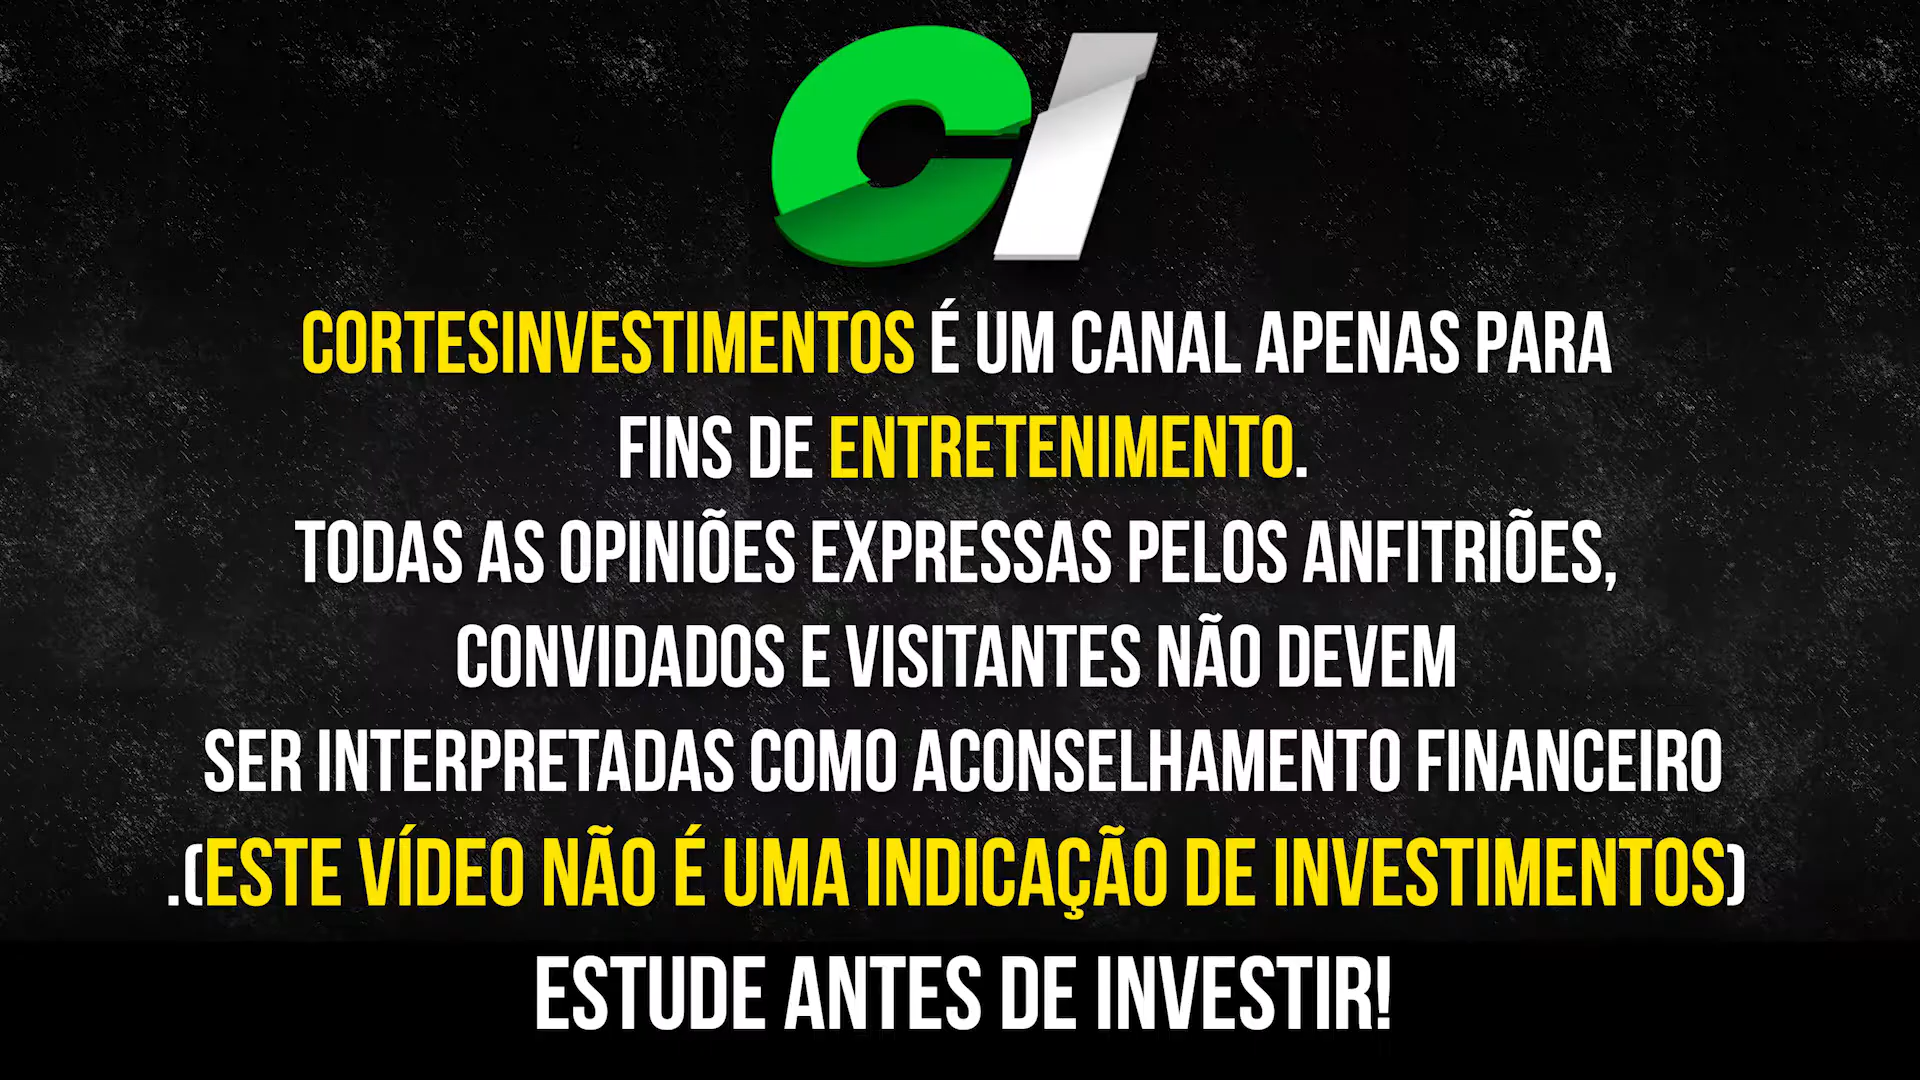 CI
CORTESINVESTIMENTOS É UM CANAL APENAS PARA
FINS DE ENTRETENIMENTO.
TODAS AS OPINIÕES EXPRESSAS PELOS ANFITRIÕES,
CONVIDADOS E VISITANTES NÃO DEVEM
SER INTERPRETADAS COMO ACONSELHAMENTO FINANCEIRO
.(ESTE VÍDEO NÃO É UMA INDICAÇÃO DE INVESTIMENTOS)
ESTUDE ANTES DE INVESTIR!